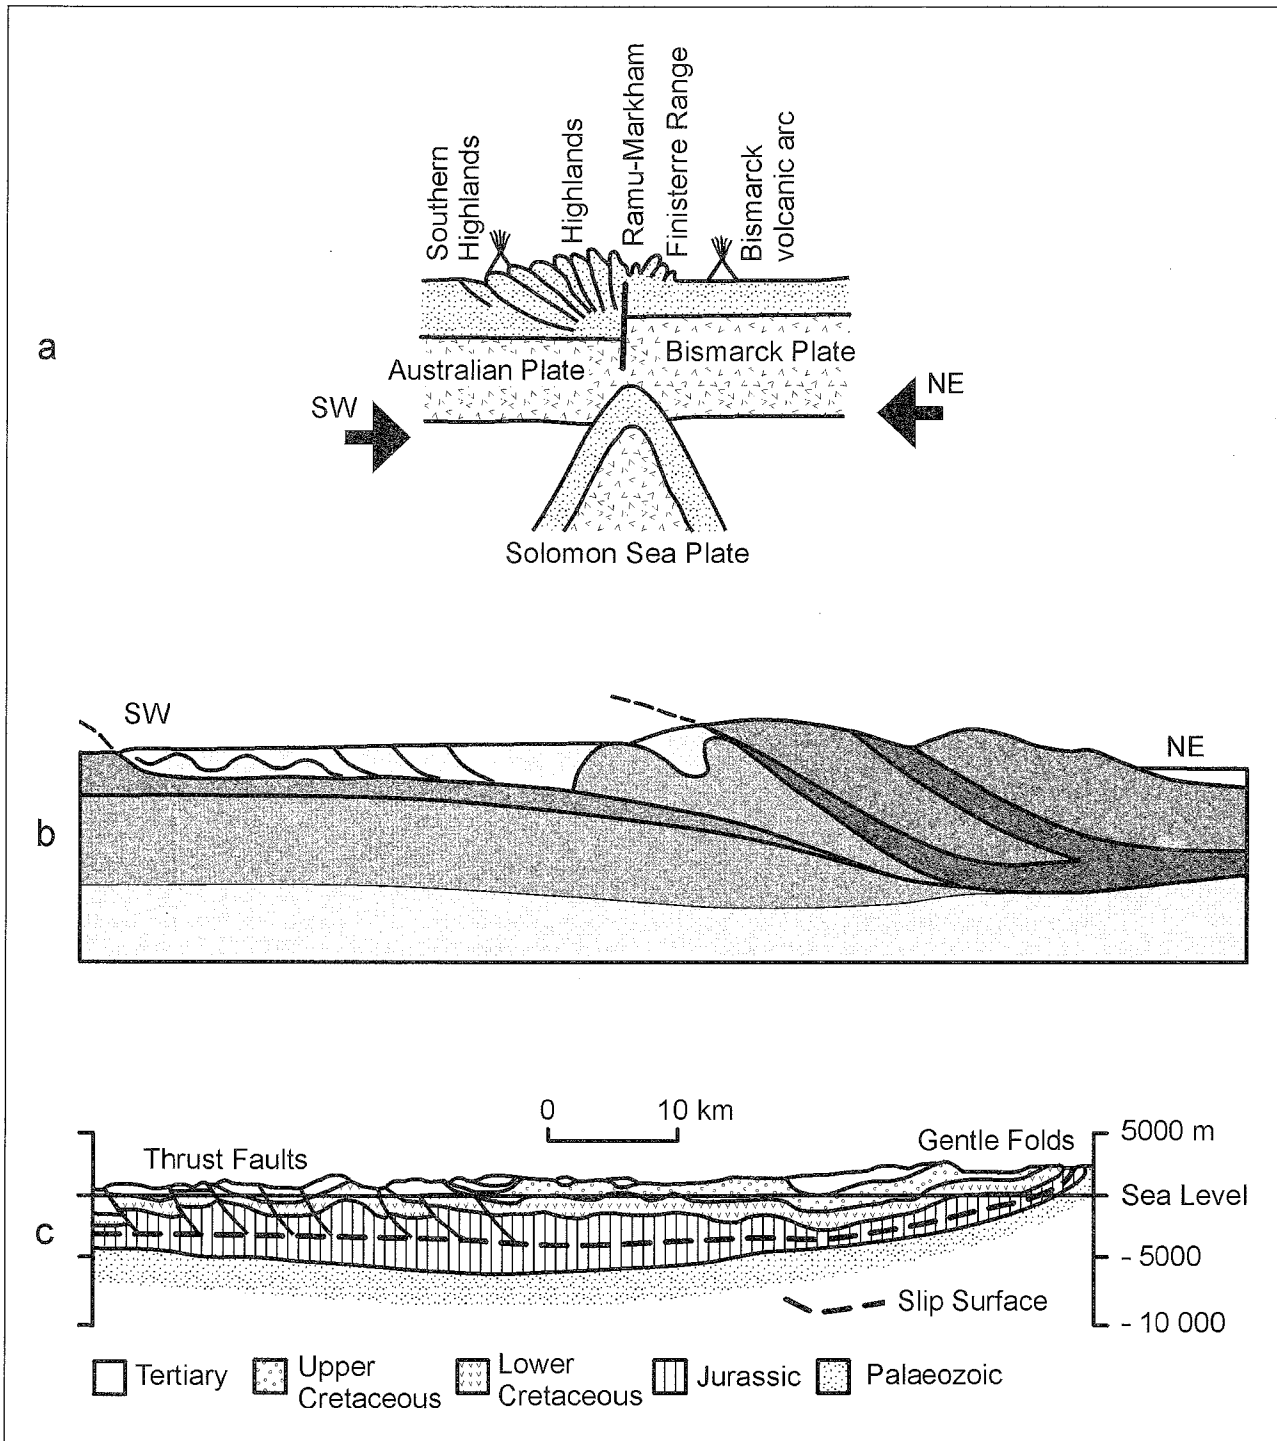 Southern
Highlands
Highlands
Ramu-Markham
Finisterre Range
Bismarck
volcanic arc
a
Australian Plate
Bismarck Plate
SW
NE
Solomon Sea Plate
SW
NE
b
0 10 km
Thrust Faults
Gentle Folds
5000 m
Sea Level
c
- 5000
Slip Surface
- 10 000
Tertiary
Upper
Cretaceous
Lower
Cretaceous
Jurassic
Palaeozoic